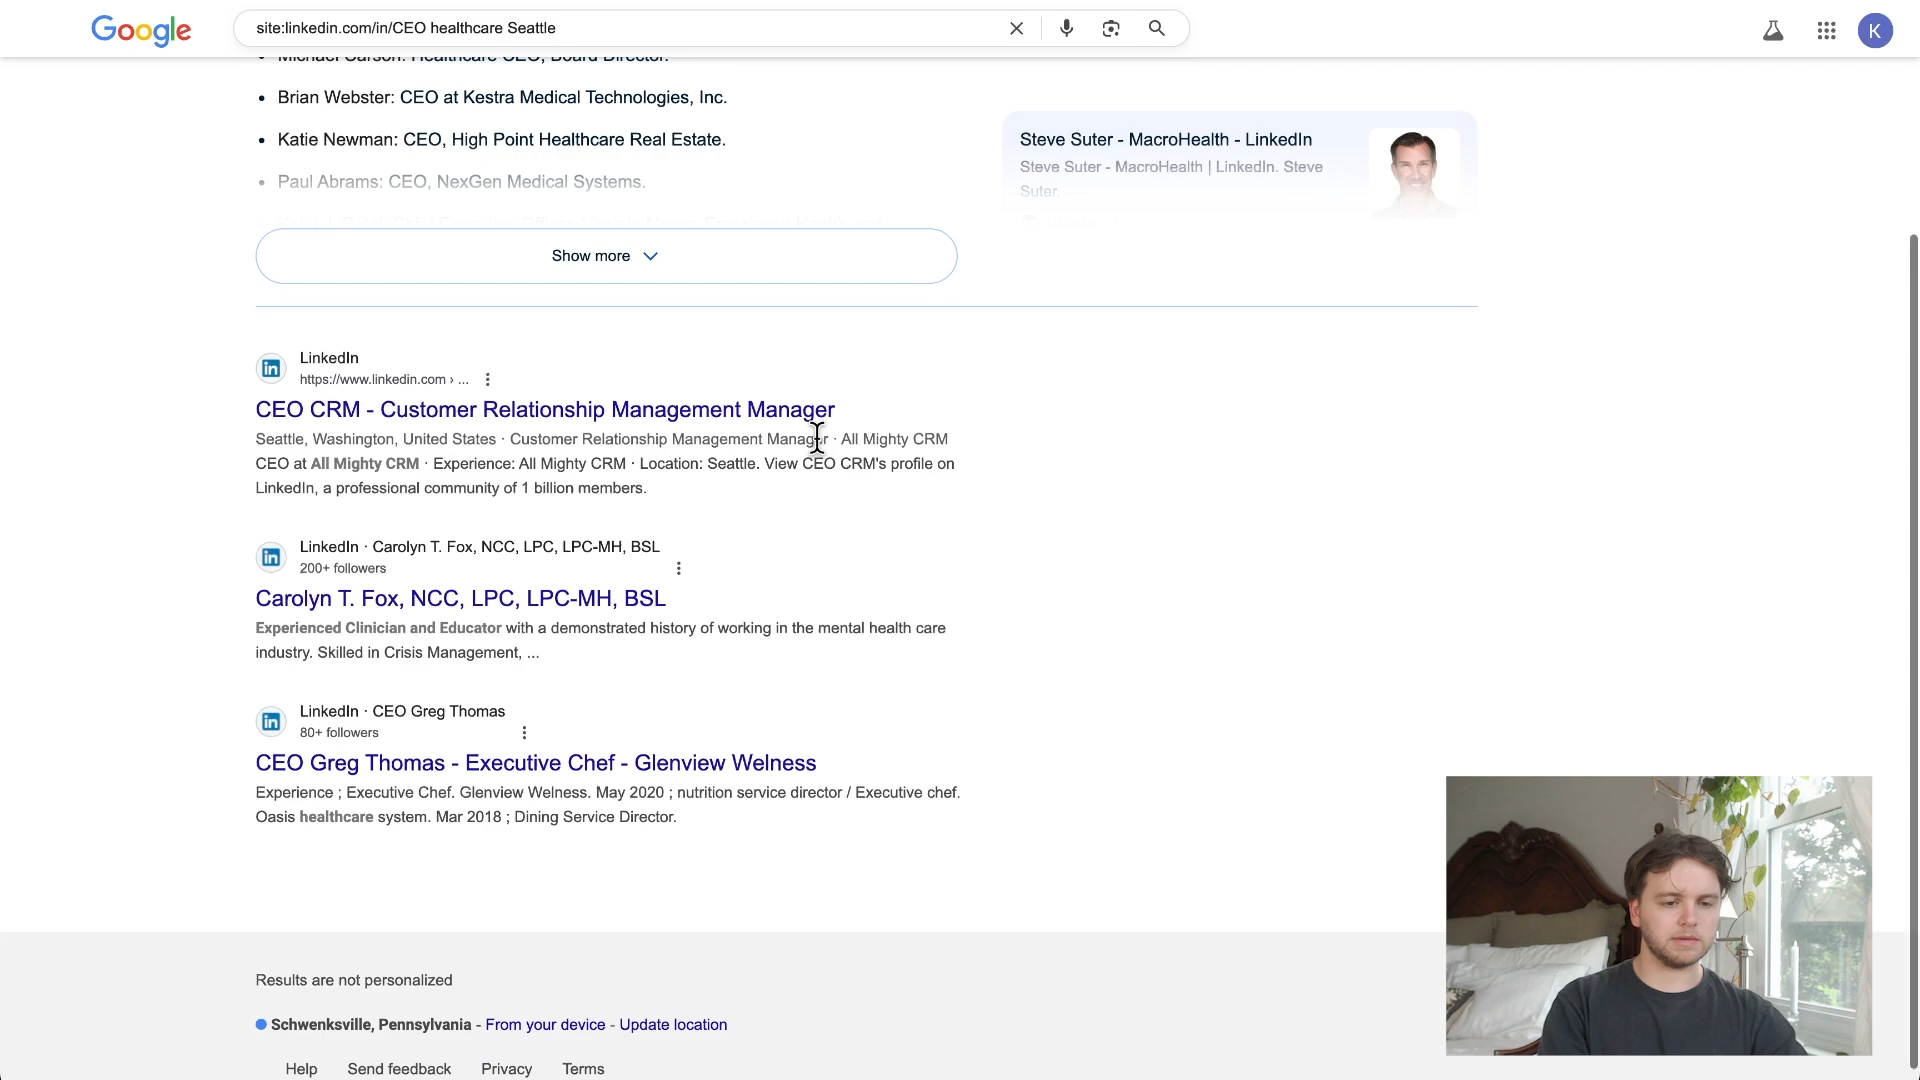 Google
site:linkedin.com/in/CEO healthcare Seattle
K
Michael Carson: Healthcare CEO, Board Director.
Brian Webster: CEO at Kestra Medical Technologies, Inc.
Katie Newman: CEO, High Point Healthcare Real Estate.
Paul Abrams: CEO, NexGen Medical Systems.
Steve Suter - MacroHealth - LinkedIn
Steve Suter - MacroHealth | LinkedIn. Steve
Suter.
Show more
LinkedIn
https://www.linkedin.com › ...
CEO CRM - Customer Relationship Management Manager
Seattle, Washington, United States · Customer Relationship Management Manager · All Mighty CRM
CEO at All Mighty CRM · Experience: All Mighty CRM · Location: Seattle. View CEO CRM's profile on
LinkedIn, a professional community of 1 billion members.
LinkedIn · Carolyn T. Fox, NCC, LPC, LPC-MH, BSL
200+ followers
Carolyn T. Fox, NCC, LPC, LPC-MH, BSL
Experienced Clinician and Educator with a demonstrated history of working in the mental health care
industry. Skilled in Crisis Management, ...
LinkedIn · CEO Greg Thomas
80+ followers
CEO Greg Thomas - Executive Chef - Glenview Welness
Experience ; Executive Chef. Glenview Welness. May 2020 ; nutrition service director / Executive chef.
Oasis healthcare system. Mar 2018 ; Dining Service Director.
Results are not personalized
Schwenksville, Pennsylvania - From your device - Update location
Help Send feedback Privacy Terms